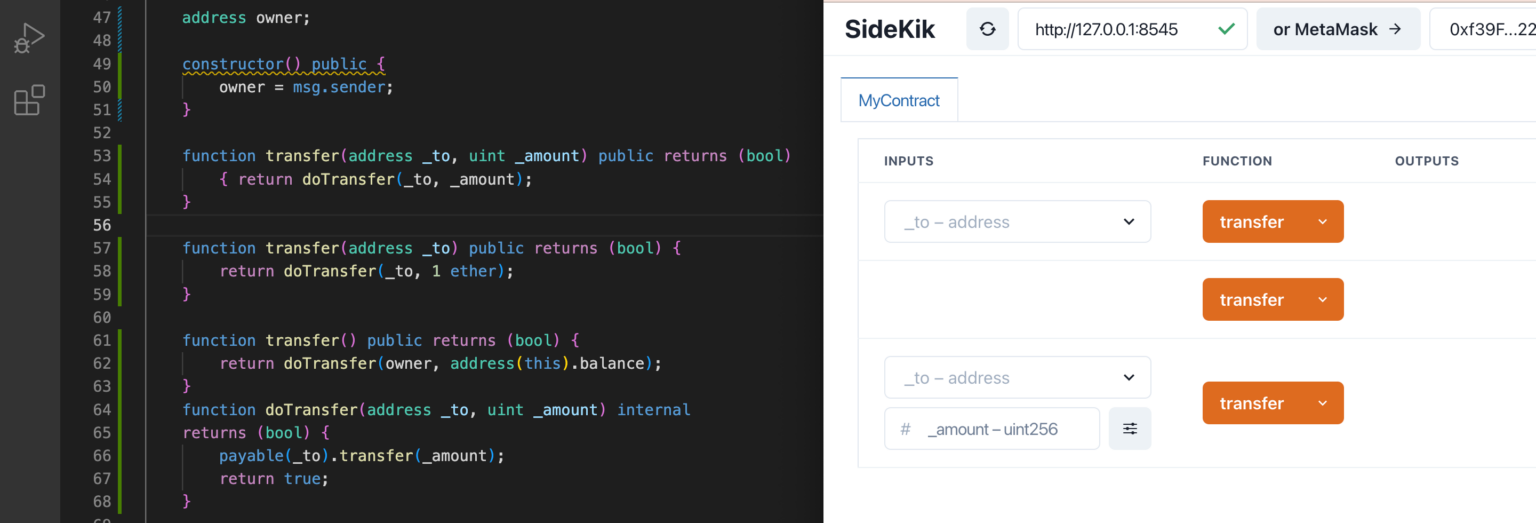 47 address owner;
48
49 constructor() public {
50 owner = msg.sender;
51 }
52
53 function transfer(address _to, uint _amount) public returns (bool)
54 { return doTransfer(_to, _amount);
55 }
56
57 function transfer(address _to) public returns (bool) {
58 return doTransfer(_to, 1 ether);
59 }
60
61 function transfer() public returns (bool) {
62 return doTransfer(owner, address(this).balance);
63 }
64 function doTransfer(address _to, uint _amount) internal
65 returns (bool) {
66 payable(_to).transfer(_amount);
67 return true;
68 }
SideKik
http://127.0.0.1:8545
or MetaMask →
0xf39F...22
MyContract
INPUTS FUNCTION OUTPUTS
_to – address transfer
transfer
_to – address
transfer
# _amount – uint256